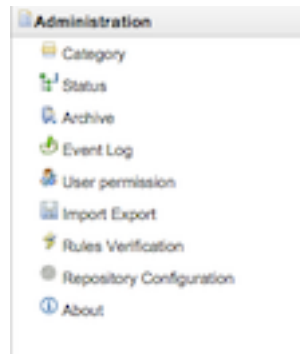 Administration
Category
Status
Archive
Event Log
User permission
Import Export
Rules Verification
Repository Configuration
About